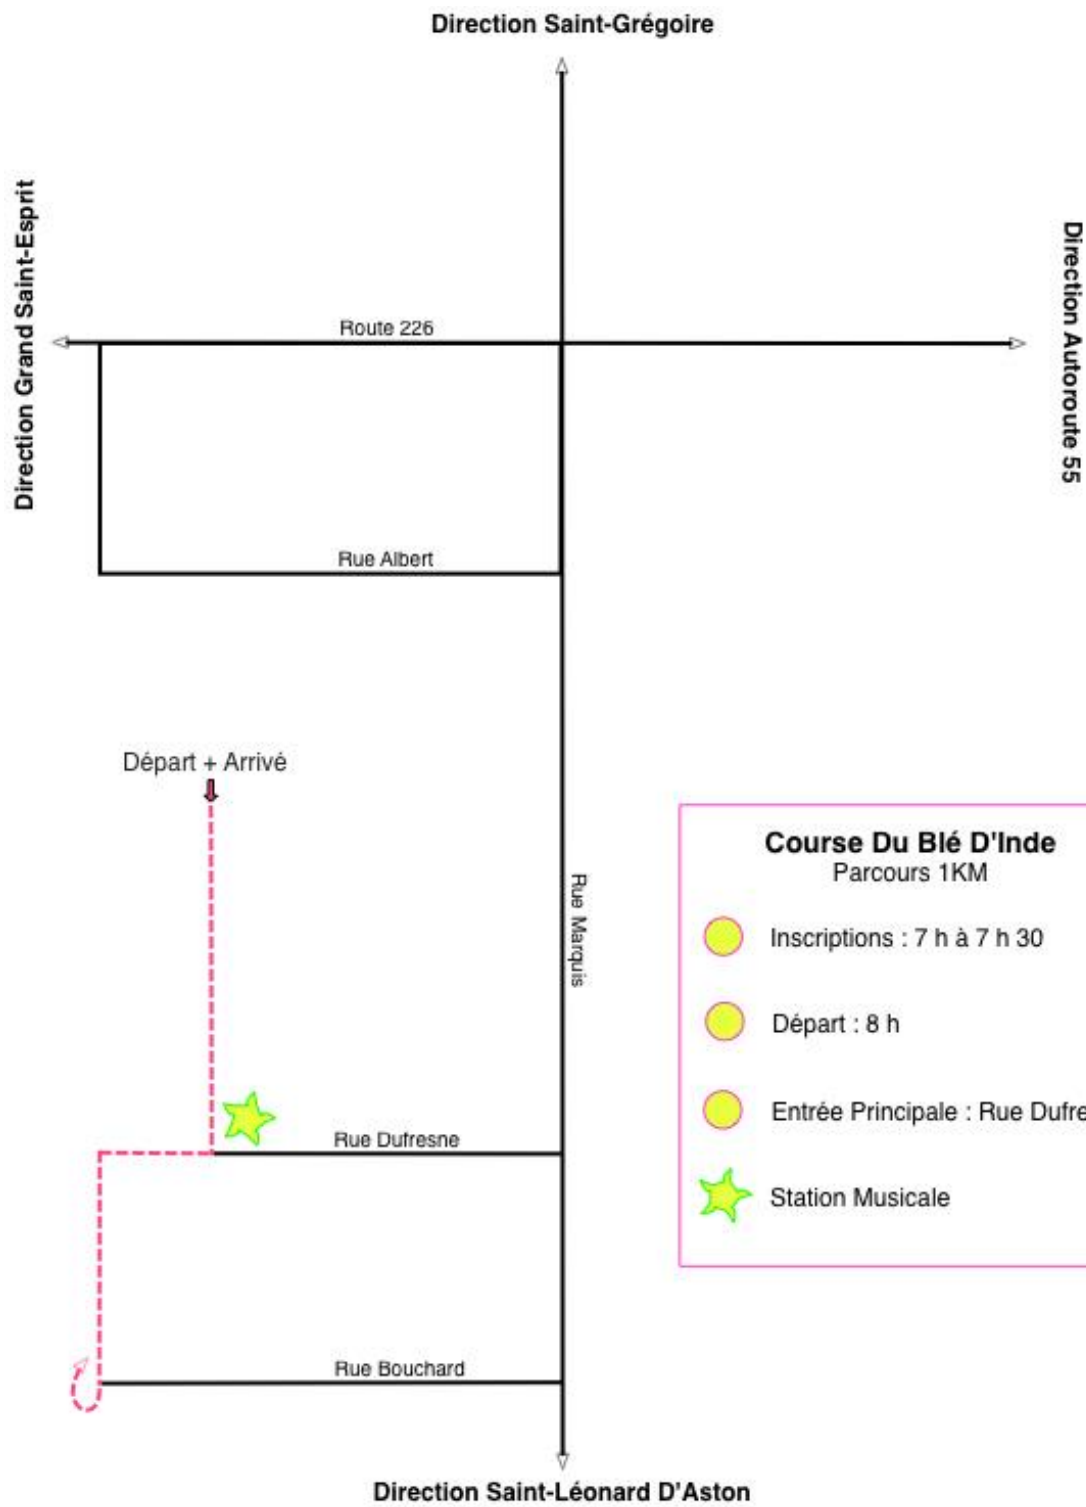 Direction Saint-Grégoire
Direction Grand Saint-Esprit
Direction Autoroute 55
Route 226
Rue Albert
Départ + Arrivé
Rue Marquis
Course Du Blé D'Inde
Parcours 1KM
Inscriptions : 7 h à 7 h 30
Départ : 8 h
Entrée Principale : Rue Dufre
Station Musicale
Rue Dufresne
Rue Bouchard
Direction Saint-Léonard D'Aston